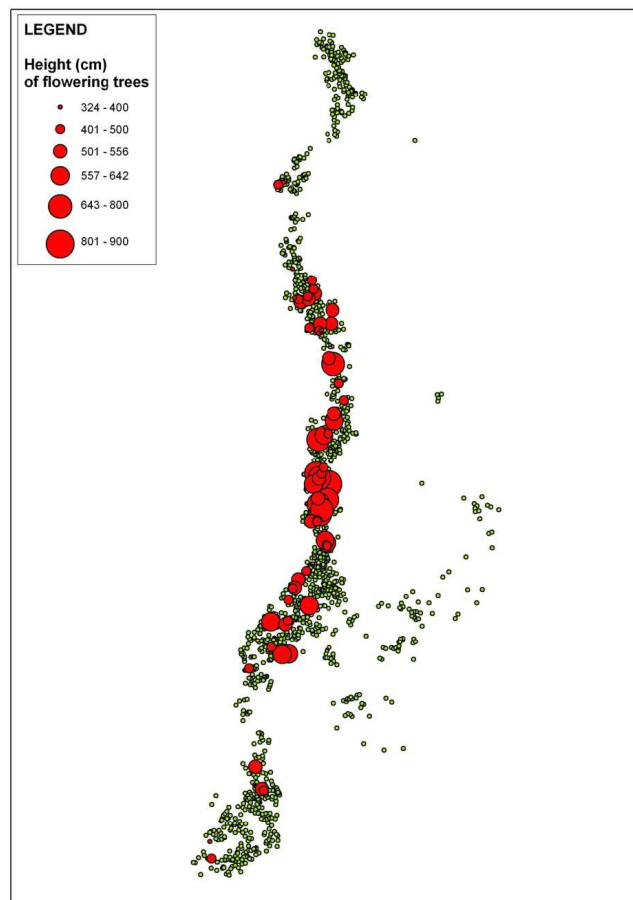 LEGEND
Height (cm)
of flowering trees
324 - 400
401 - 500
501 - 556
557 - 642
643 - 800
801 - 900